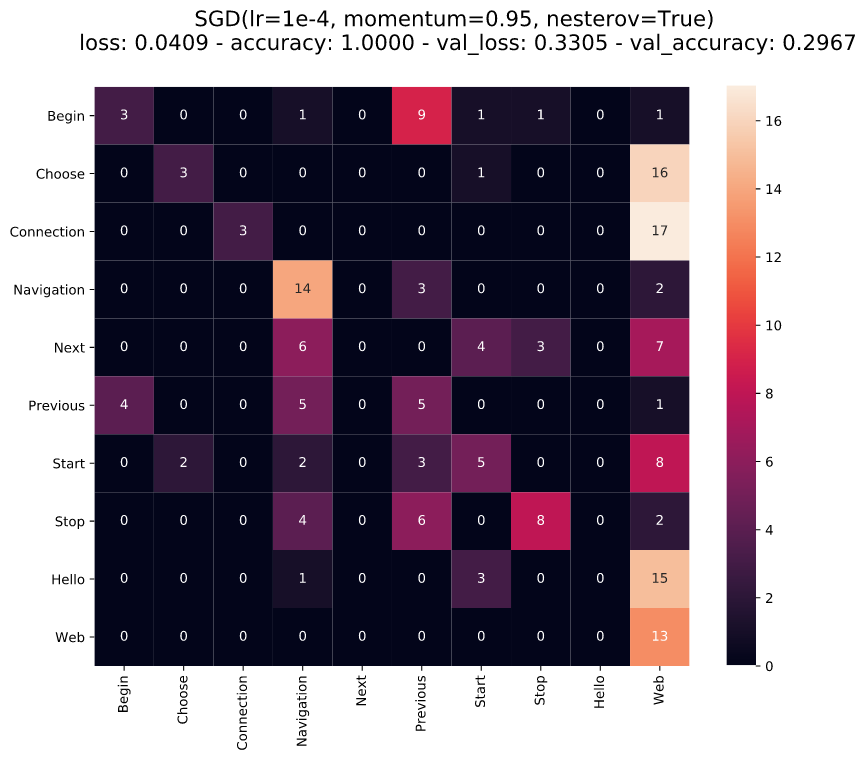 SGD(lr=1e-4, momentum=0.95, nesterov=True)
loss: 0.0409 - accuracy: 1.0000 - val_loss: 0.3305 - val_accuracy: 0.2967
Begin 3 0 0 1 0 9 1 1 0 1
Choose 0 3 0 0 0 0 1 0 0 16
Connection 0 0 3 0 0 0 0 0 0 17
Navigation 0 0 0 14 0 3 0 0 0 2
Next 0 0 0 6 0 0 4 3 0 7
Previous 4 0 0 5 0 5 0 0 0 1
Start 0 2 0 2 0 3 5 0 0 8
Stop 0 0 0 4 0 6 0 8 0 2
Hello 0 0 0 1 0 0 3 0 0 15
Web 0 0 0 0 0 0 0 0 0 13
Begin Choose Connection Navigation Next Previous Start Stop Hello Web
16
14
12
10
8
6
4
2
0